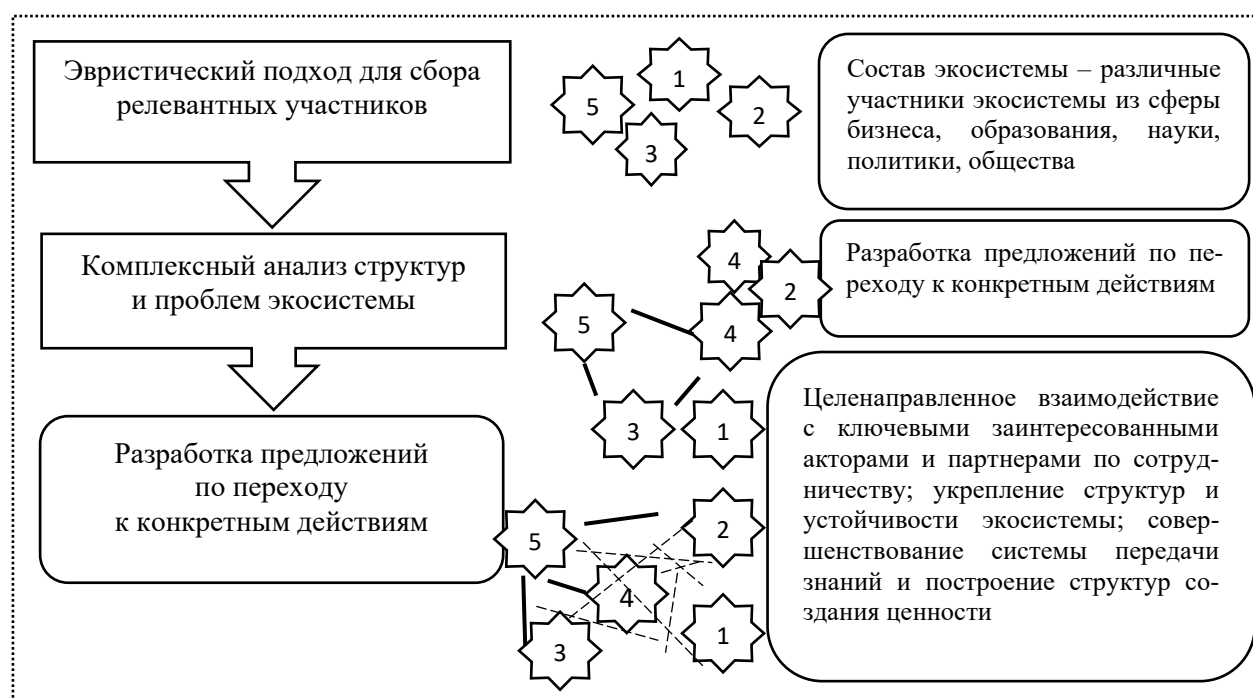 Эвристический подход для сбора
релевантных участников
5
1
2
3
Состав экосистемы – различные
участники экосистемы из сферы
бизнеса, образования, науки,
политики, общества
Комплексный анализ структур
и проблем экосистемы
4
2
5
4
3
1
Разработка предложений по пе-
реходу к конкретным действиям
Разработка предложений
по переходу
к конкретным действиям
5
2
4
3
1
Целенаправленное взаимодействие
с ключевыми заинтересованными
акторами и партнерами по сотруд-
ничеству; укрепление структур и
устойчивости экосистемы; совер-
шенствование системы передачи
знаний и построение структур со-
здания ценности